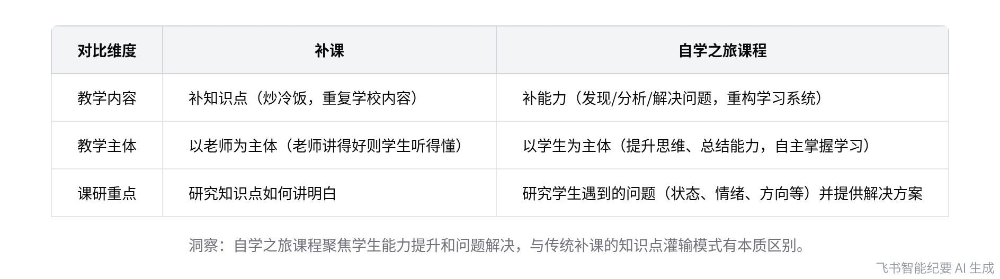 对比维度 补课 自学之旅课程
教学内容 补知识点（炒冷饭，重复学校内容） 补能力（发现/分析/解决问题，重构学习系统）
教学主体 以老师为主体（老师讲得好则学生听得懂） 以学生为主体（提升思维、总结能力，自主掌握学习）
课研重点 研究知识点如何讲明白 研究学生遇到的问题（状态、情绪、方向等）并提供解决方案
洞察：自学之旅课程聚焦学生能力提升和问题解决，与传统补课的知识点灌输模式有本质区别。
飞书智能纪要 AI 生成